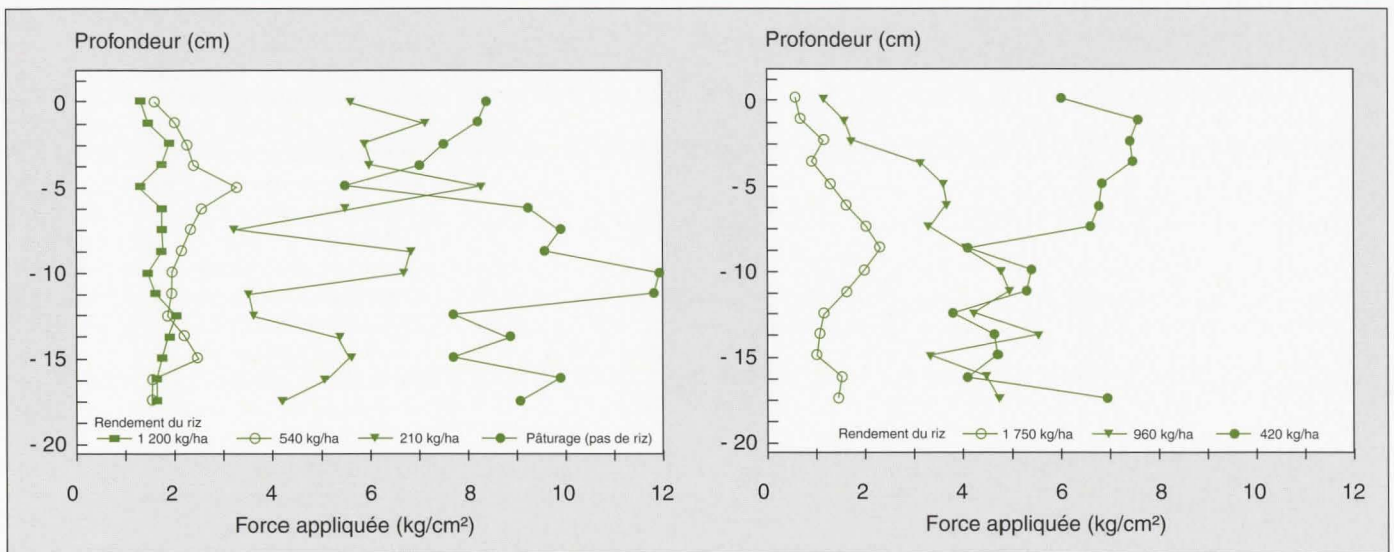 Profondeur (cm)
0
- 5
- 10
- 15
- 20
Rendement du riz
1 200 kg/ha 540 kg/ha 210 kg/ha Pâturage (pas de riz)
0 2 4 6 8 10 12
Force appliquée (kg/cm²)
Profondeur (cm)
0
- 5
- 10
- 15
- 20
Rendement du riz 1 750 kg/ha 960 kg/ha 420 kg/ha
0 2 4 6 8 10 12
Force appliquée (kg/cm²)